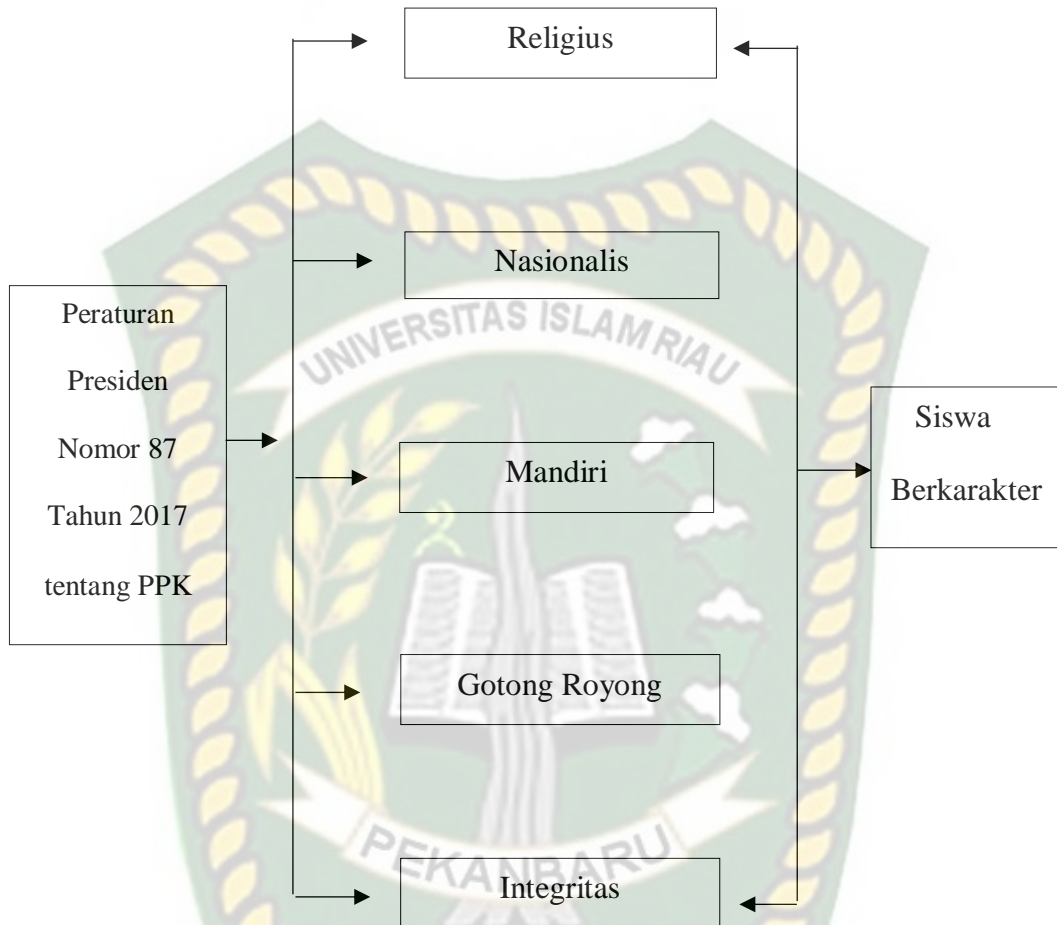 Religius
Nasionalis
UNIVERSITAS ISLAM RIAU
Peraturan
Presiden
Nomor 87
Tahun 2017
tentang PPK
Mandiri
Siswa
Berkarakter
Gotong Royong
PEKANBARU
Integritas